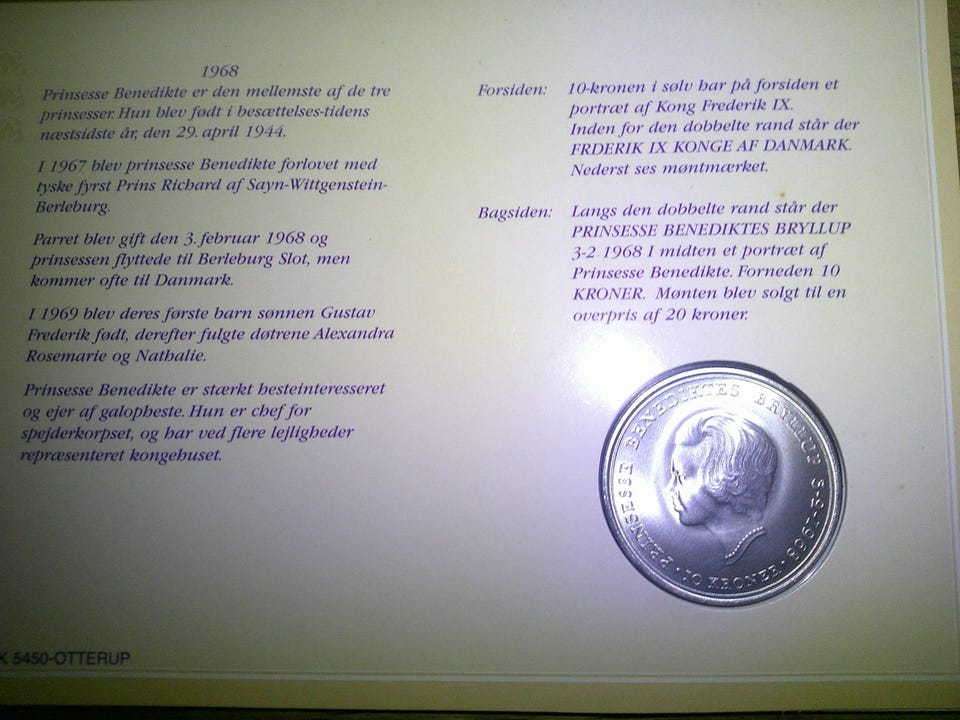 1968
Prinsesse Benedikte er den mellemste af de tre
prinsesser. Hun blev født i besættelses-tidens
næstsidste år, den 29. april 1944.
I 1967 blev prinsesse Benedikte forlovet med
tyske fyrst Prins Richard af Sayn-Wittgenstein-
Berleburg.
Parret blev gift den 3. februar 1968 og
prinsessen flyttede til Berleburg Slot, men
kommer ofte til Danmark.
I 1969 blev deres første barn sønnen Gustav
Frederik født, derefter fulgte døtrene Alexandra
Rosemarie og Nathalie.
Prinsesse Benedikte er stærkt hesteinteresseret
og ejer af galopheste. Hun er chef for
spejderkorpset, og har ved flere lejligheder
repræsenteret kongehuset.
Forsiden: 10-kronen i sølv har på forsiden et
portræt af Kong Frederik IX.
Inden for den dobbelte rand står der
FRDERIK IX KONGE AF DANMARK.
Nederst ses møntmærket.
Bagsiden: Langs den dobbelte rand står der
PRINSESSE BENEDIKTES BRYLLUP
3-2 1968 I midten et portræt af
Prinsesse Benedikte. Forneden 10
KRONER. Mønten blev solgt til en
overpris af 20 kroner.
PRINSESSE BENEDIKTES BRYLLUP 3-2-1968
· 10 KRONER ·
K 5450-OTTERUP